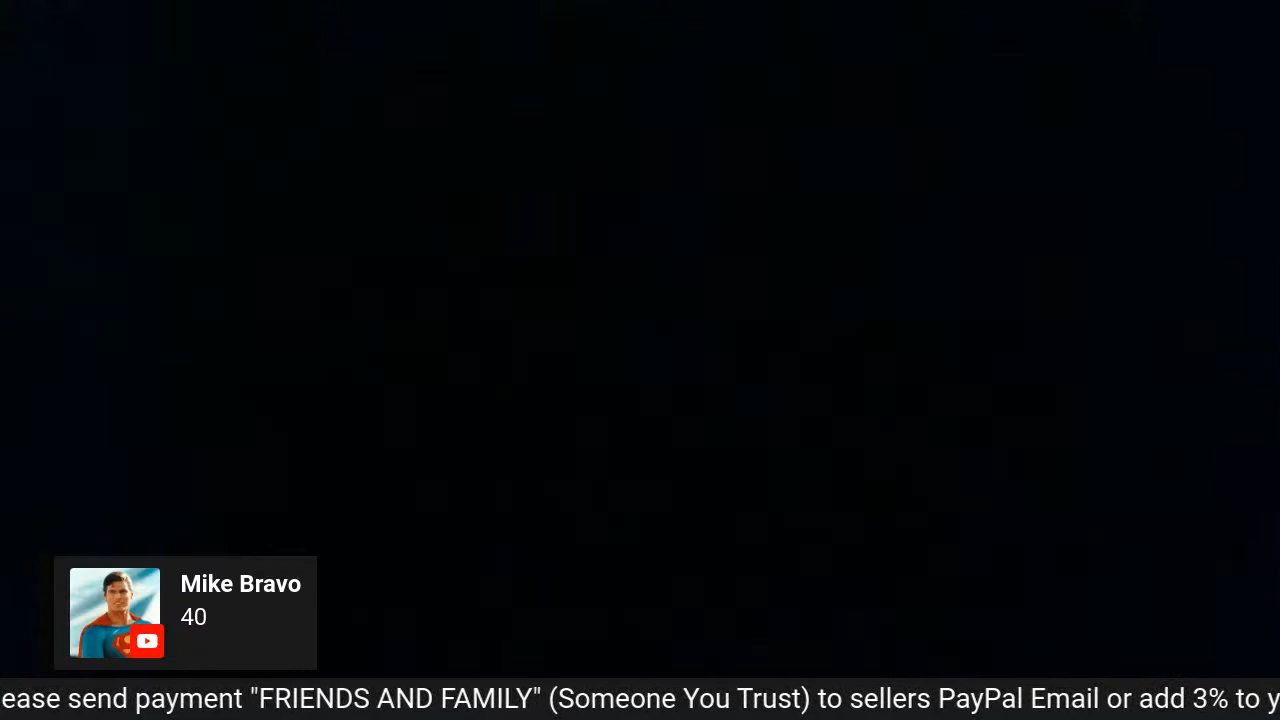 Mike Bravo
40
ease send payment "FRIENDS AND FAMILY" (Someone You Trust) to sellers PayPal Email or add 3% to y